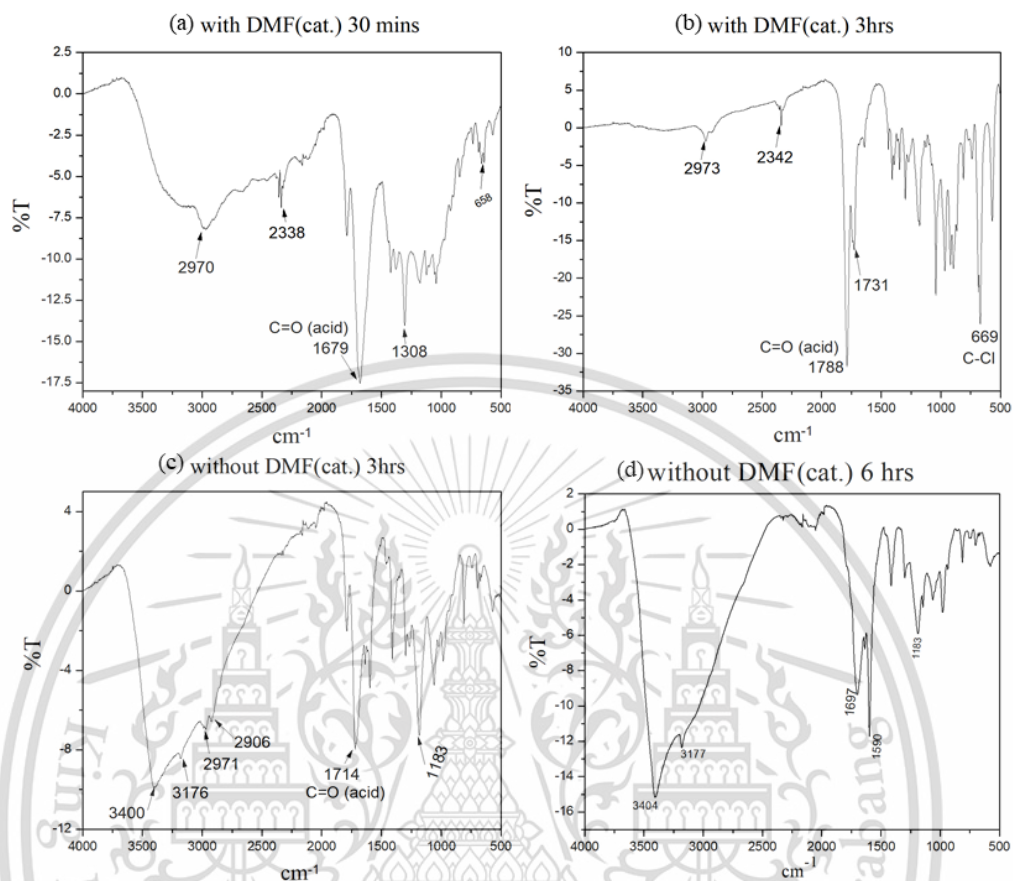 (a) with DMF(cat.) 30 mins
2.5
0.0
-2.5
-5.0
-7.5
-10.0
-12.5
-15.0
-17.5
%T
2970
2338
658
C=O (acid)
1679
1308
4000 3500 3000 2500 2000 1500 1000 500
cm-1
(b) with DMF(cat.) 3hrs
10
5
0
-5
-10
-15
-20
-25
-30
-35
%T
2973
2342
1731
C=O (acid)
1788
669
C-Cl
4000 3500 3000 2500 2000 1500 1000 500
cm-1
(c) without DMF(cat.) 3hrs
4
0
-4
-8
-12
%T
2906
2971
3176
3400
1714
C=O (acid)
1183
4000 3500 3000 2500 2000 1500 1000 500
cm-1
(d) without DMF(cat.) 6 hrs
2
0
-2
-4
-6
-8
-10
-12
-14
-16
%T
3404
3177
1697
1590
1183
4000 3500 3000 2500 2000 1500 1000 500
cm-1